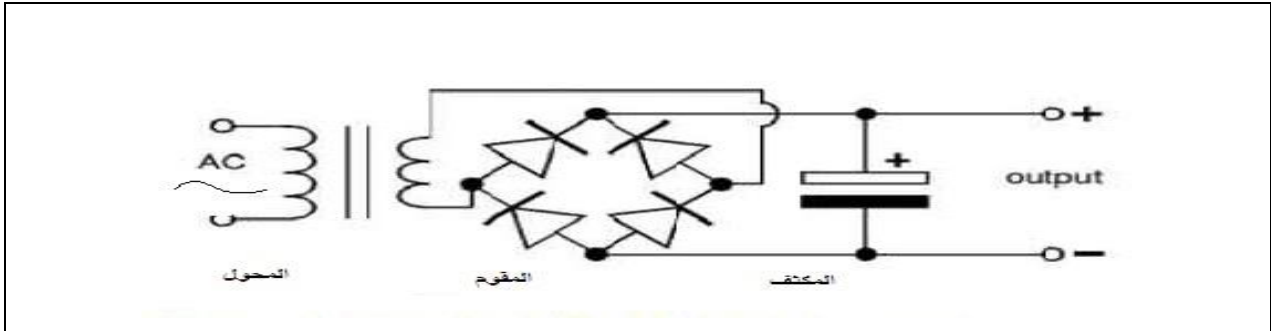 +
AC
+
output
−
المحول
المقوم
المكثف